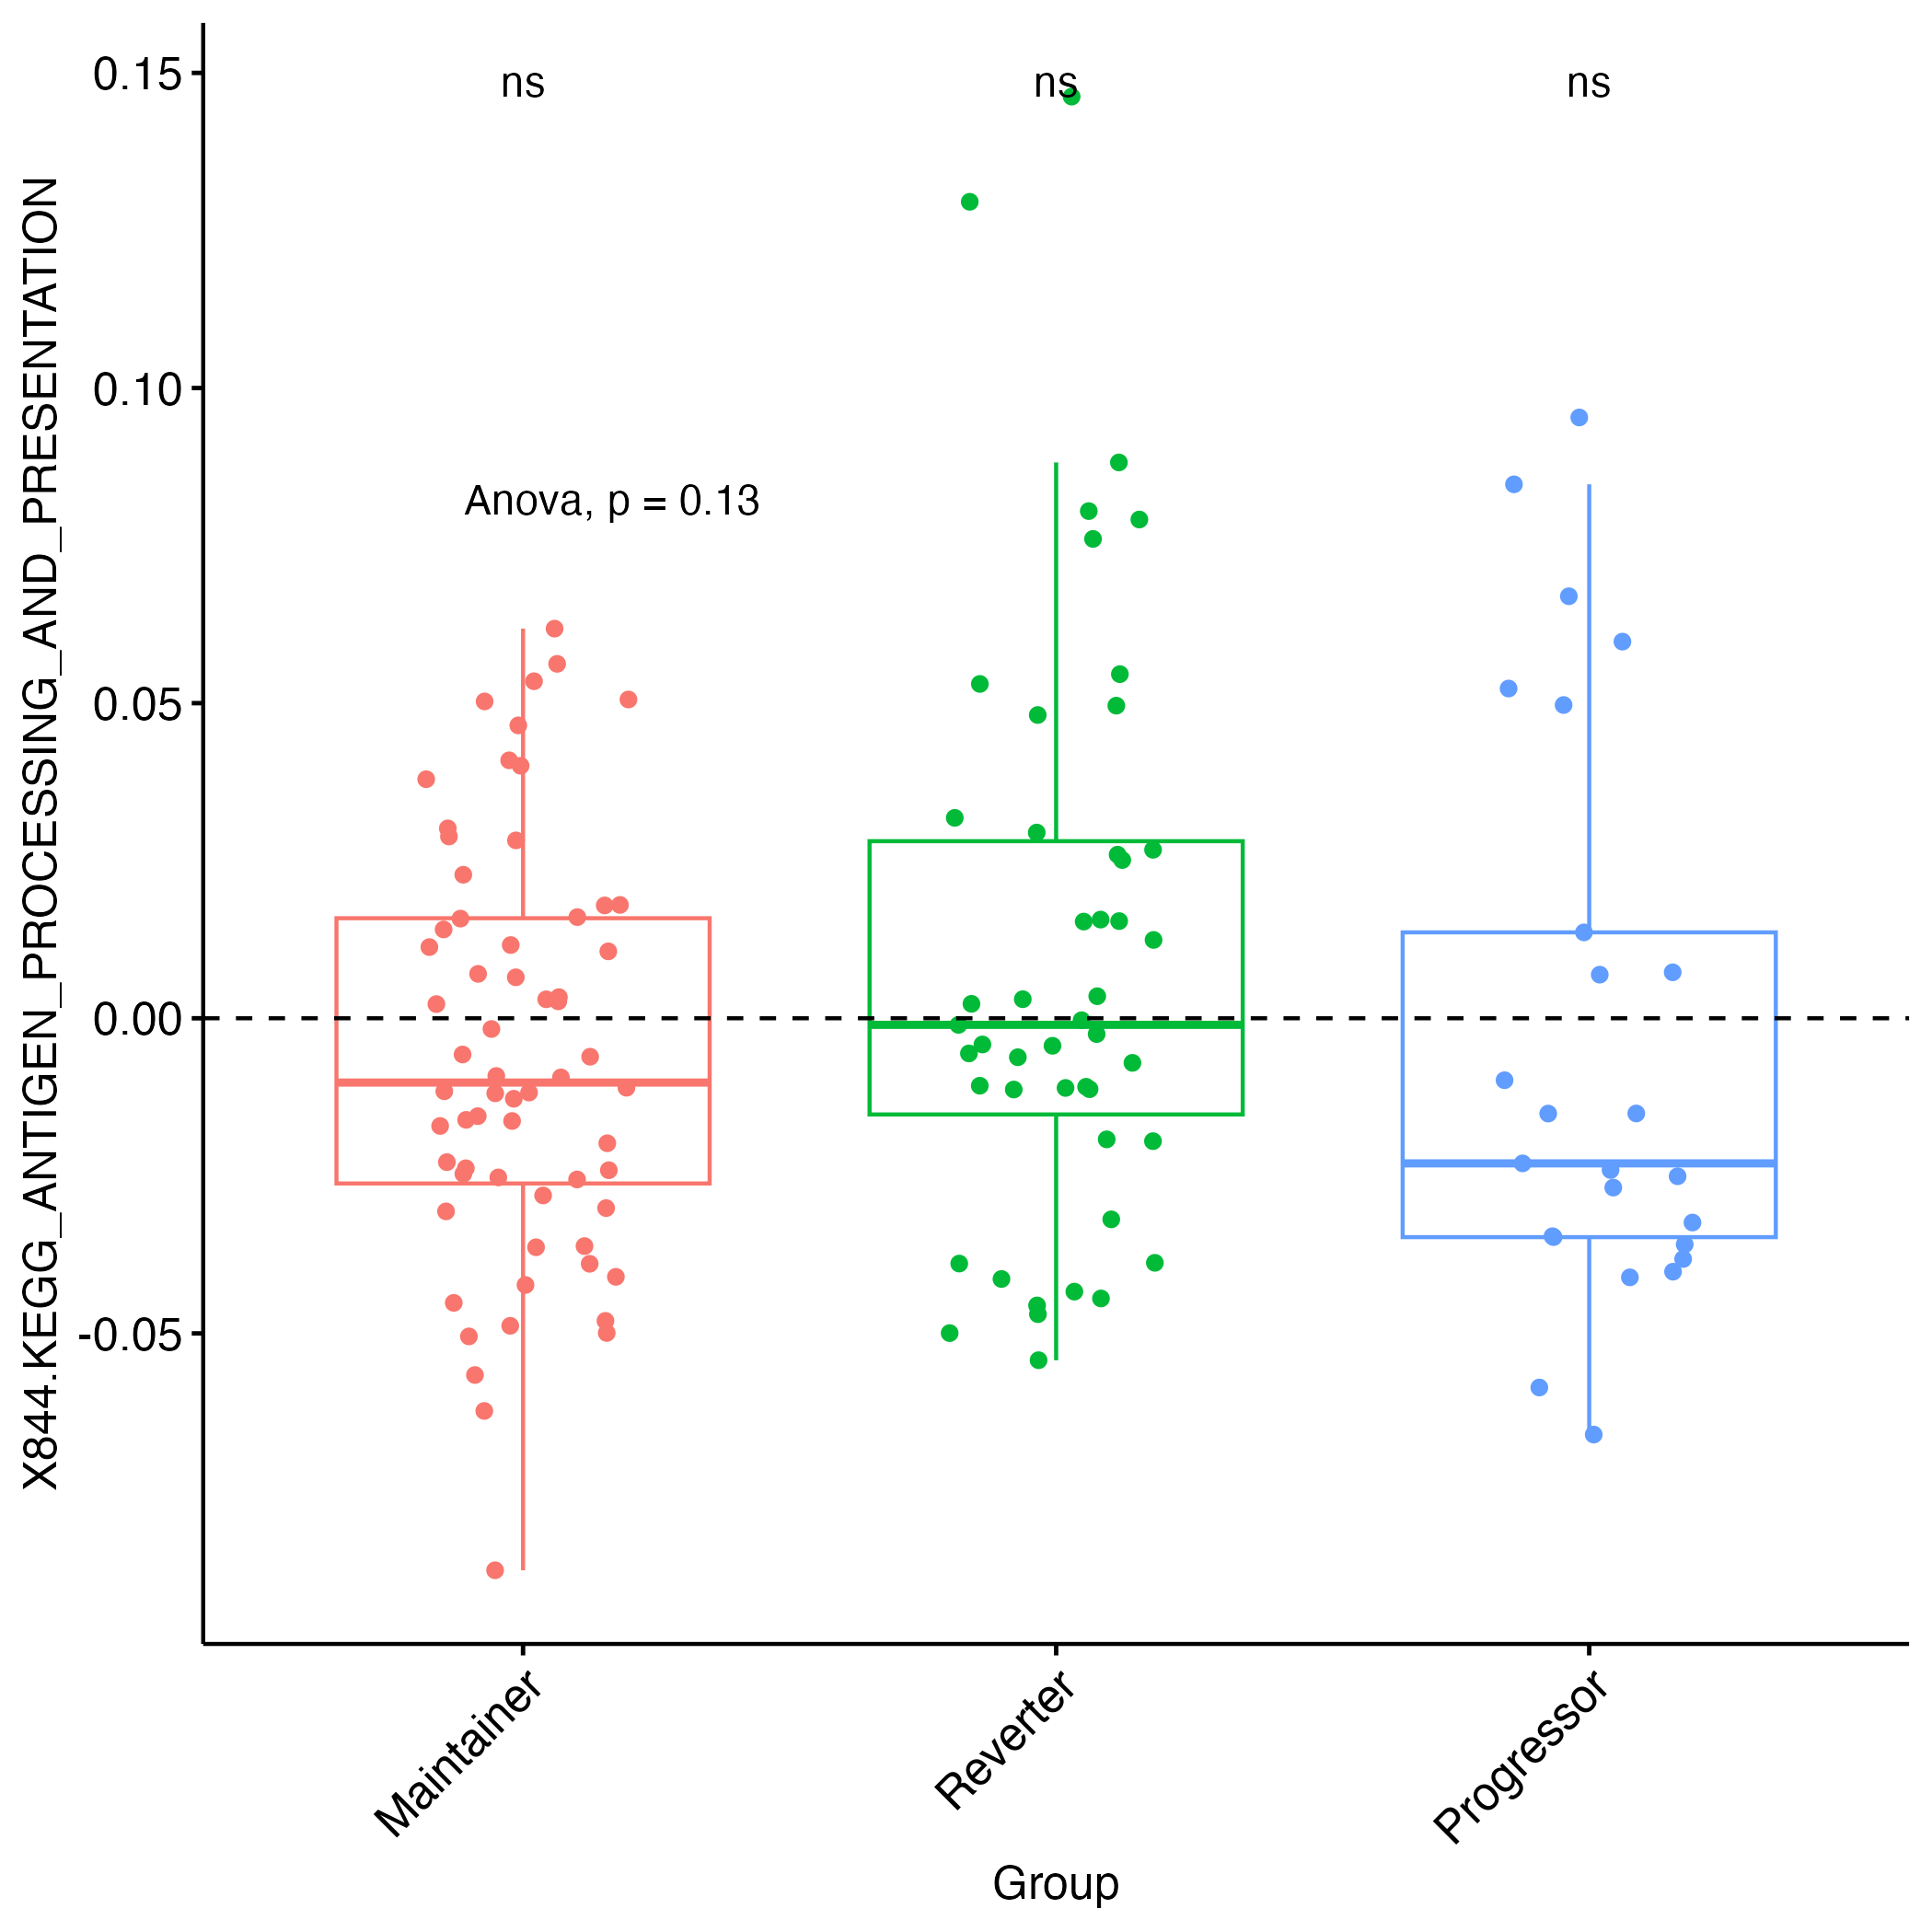 X844.KEGG_ANTIGEN_PROCESSING_AND_PRESENTATION
0.15
0.10
0.05
0.00
-0.05
ns
ns
ns
Anova, p = 0.13
Maintainer
Reverter
Progressor
Group